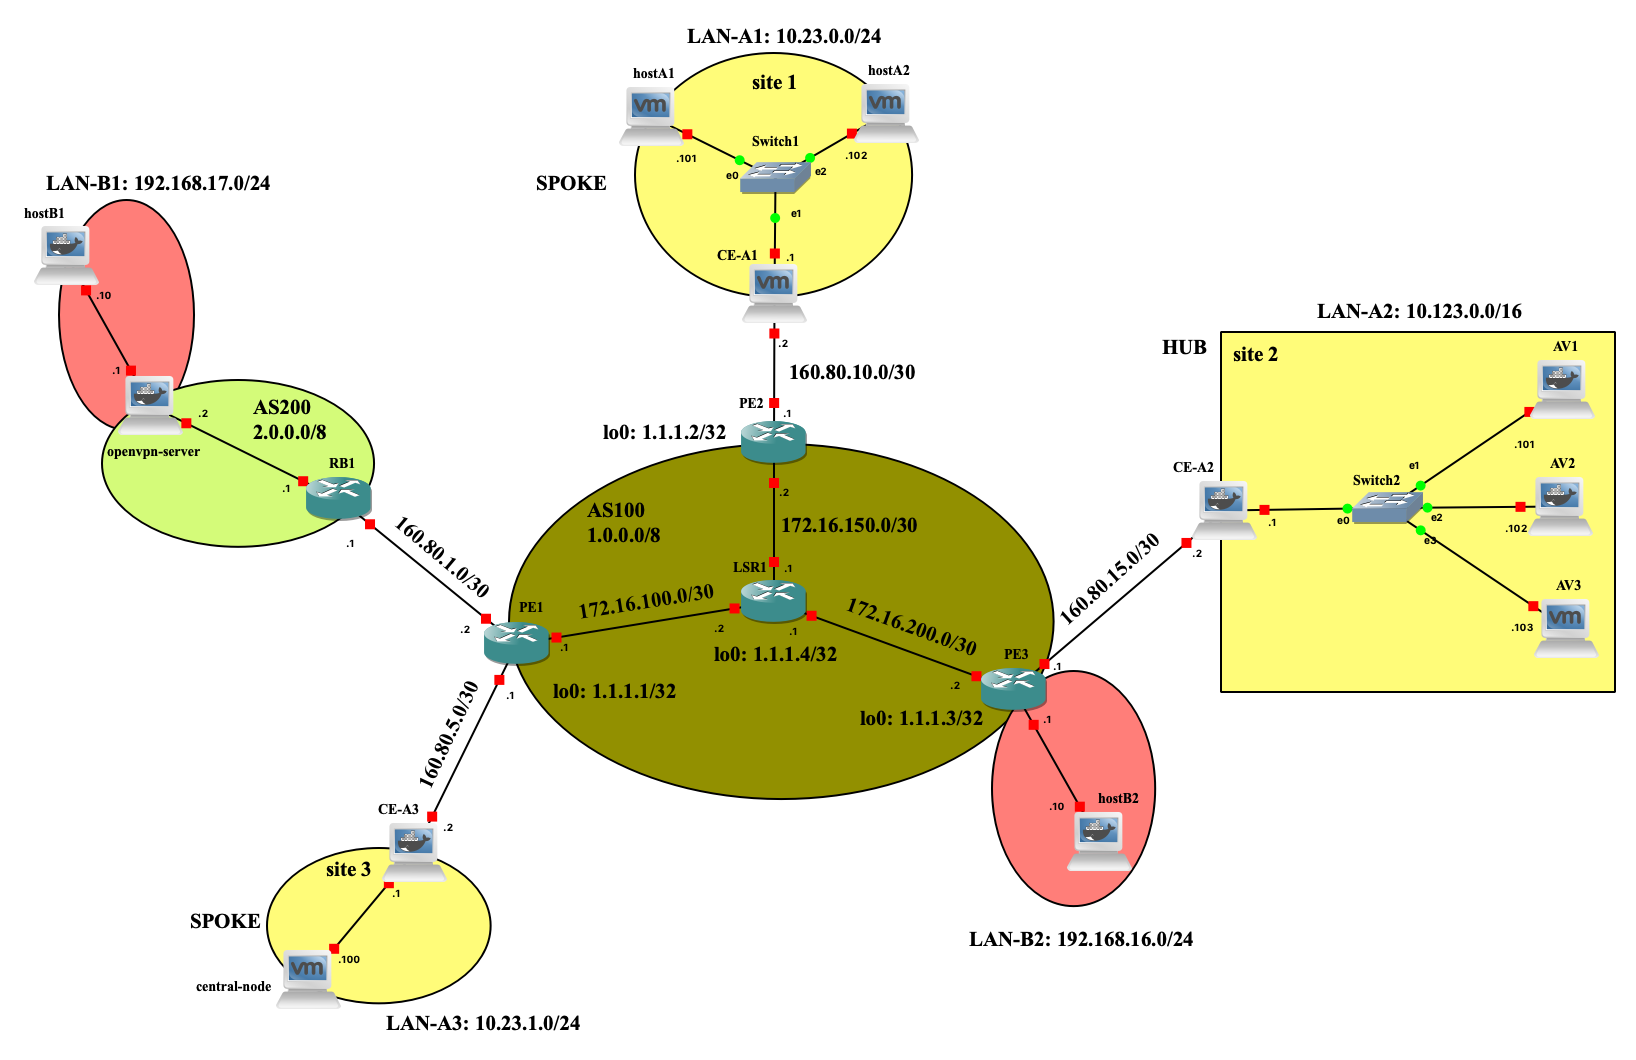 LAN-A1: 10.23.0.0/24
hostA1
hostA2
site 1
vm
vm
Switch1
.101
.102
e0
e2
SPOKE
e1
CE-A1
.1
vm
.2
160.80.10.0/30
LAN-B1: 192.168.17.0/24
hostB1
.10
.1
.2
openvpn-server
AS200
2.0.0.0/8
RB1
.1
.1
160.80.1.0/30
.2
PE2
.1
lo0: 1.1.1.2/32
.2
AS100
1.0.0.0/8
172.16.150.0/30
LSR1
.1
PE1
172.16.100.0/30
.1
.2
.1
lo0: 1.1.1.4/32
172.16.200.0/30
lo0: 1.1.1.1/32
.2
PE3
.1
lo0: 1.1.1.3/32
.1
160.80.15.0/30
LAN-A2: 10.123.0.0/16
HUB
site 2
AV1
.101
CE-A2
.1
.2
Switch2
e0
e1
e2
e3
AV2
.102
AV3
vm
.103
.10
hostB2
LAN-B2: 192.168.16.0/24
.1
160.80.5.0/30
CE-A3
.2
site 3
.1
SPOKE
vm
.100
central-node
LAN-A3: 10.23.1.0/24